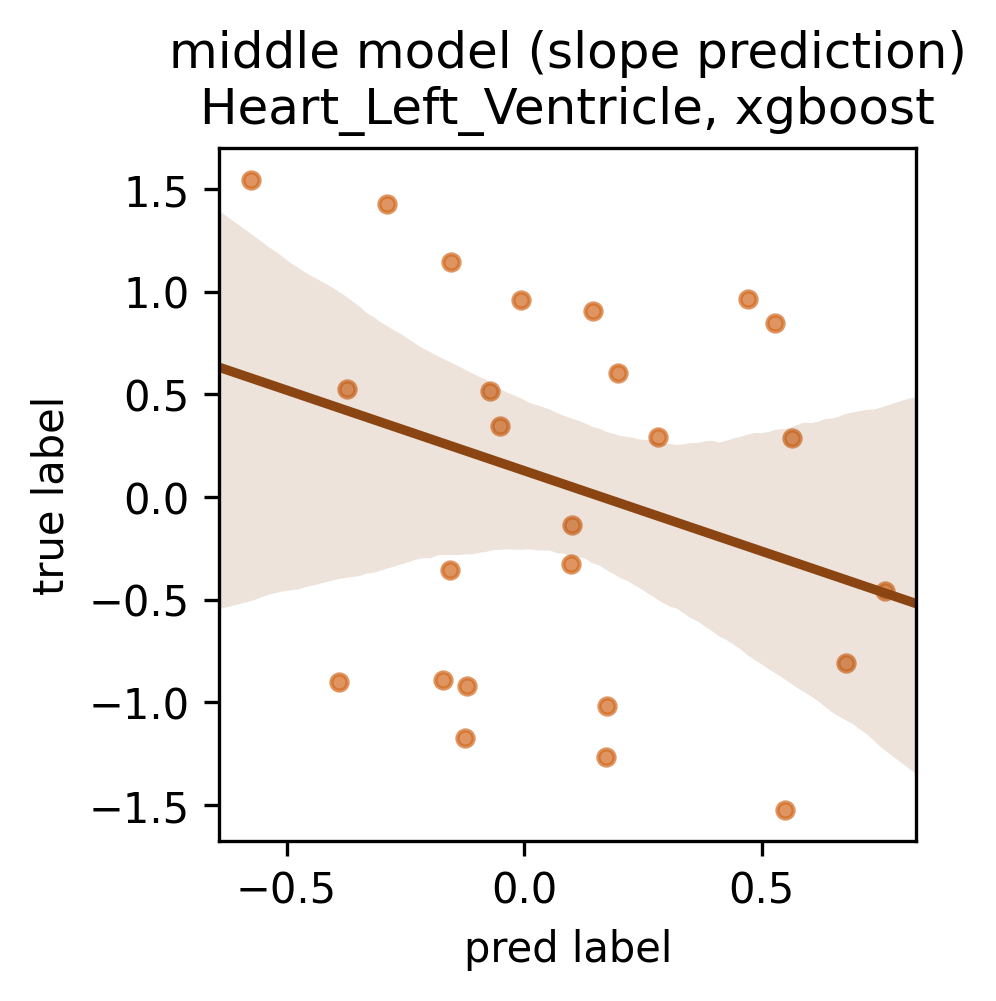 middle model (slope prediction)
Heart_Left_Ventricle, xgboost
1.5
1.0
0.5
0.0
−0.5
−1.0
−1.5
true label
−0.5
0.0
0.5
pred label